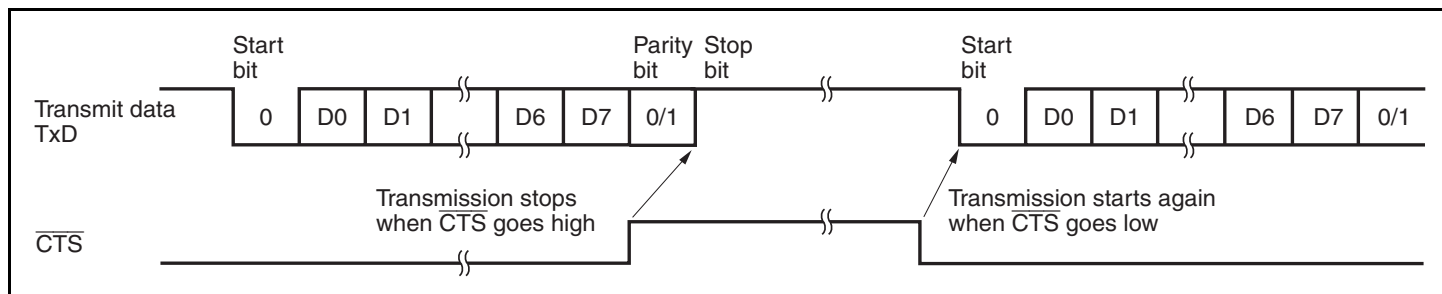 Start bit
Parity bit
Stop bit
Start bit
Transmit data TxD
0 D0 D1 D6 D7 0/1 0 D0 D1 D6 D7 0/1
Transmission stops when CTS goes high
Transmission starts again when CTS goes low
CTS